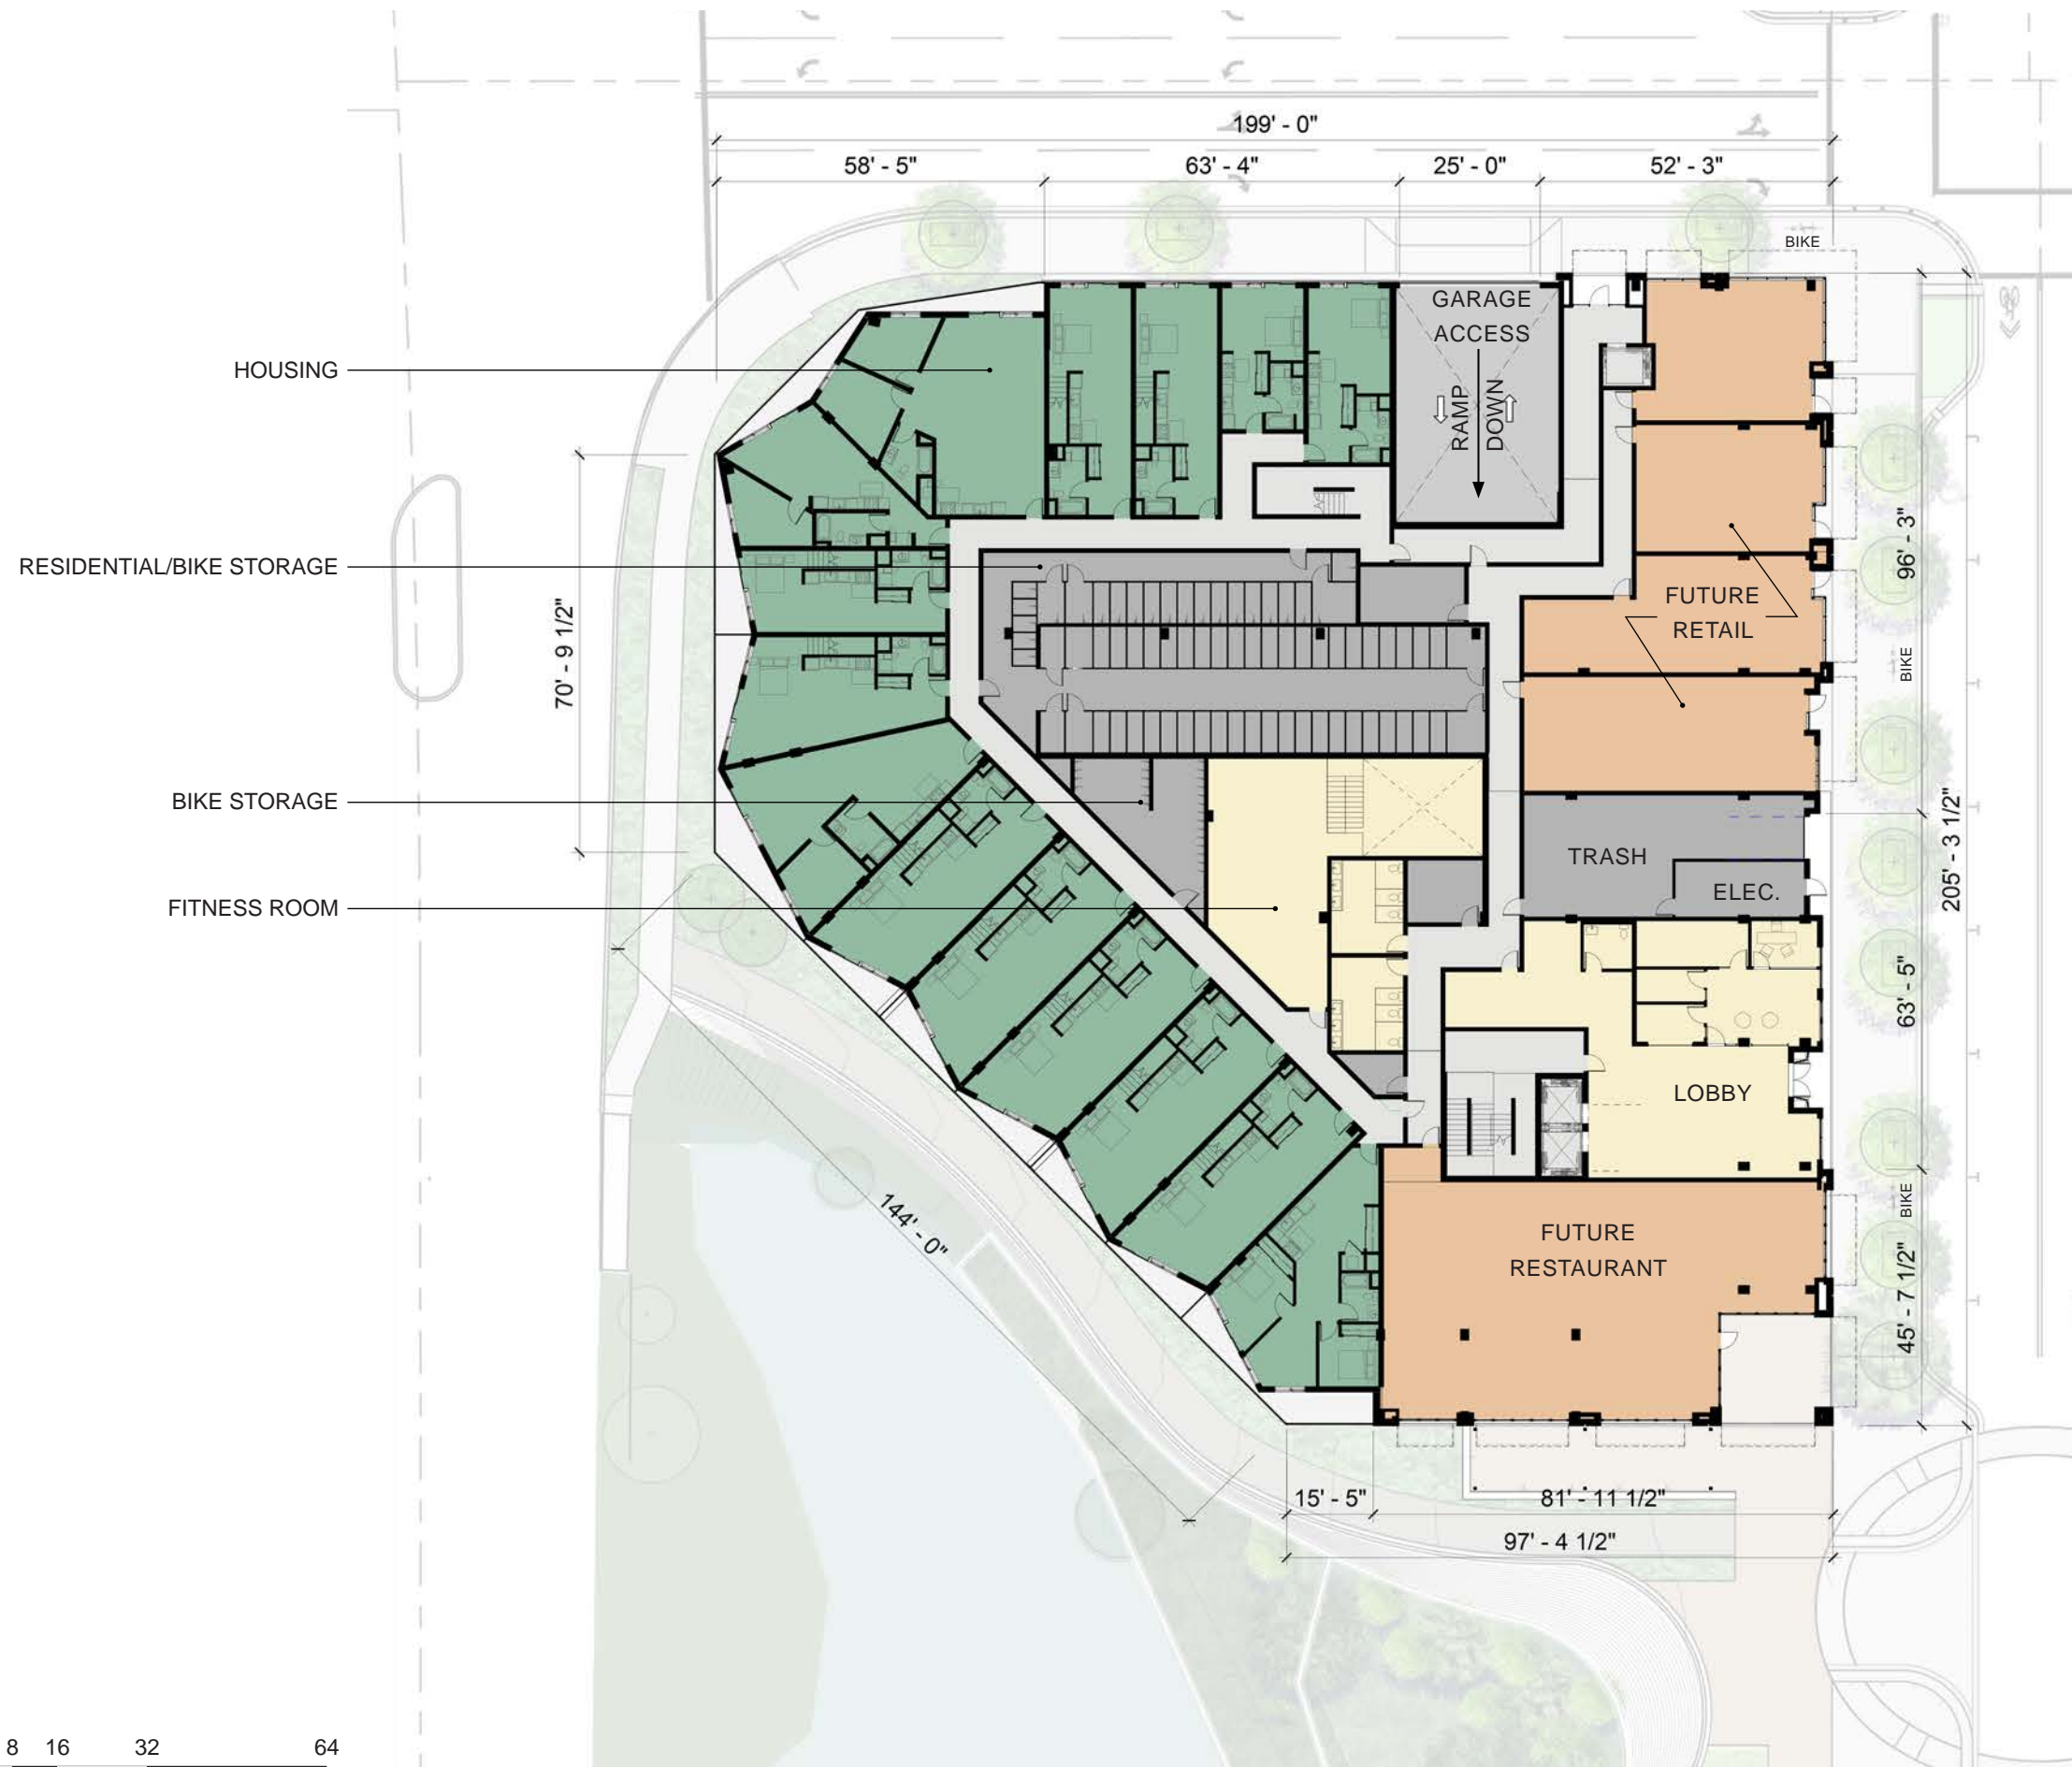 199' - 0"
58' - 5"
63' - 4"
25' - 0"
52' - 3"
BIKE
GARAGE
ACCESS
RAMP
DOWN
HOUSING
RESIDENTIAL/BIKE STORAGE
96' - 3"
FUTURE
RETAIL
BIKE
70' - 9 1/2"
BIKE STORAGE
205' - 3 1/2"
TRASH
ELEC.
FITNESS ROOM
63' - 5"
LOBBY
BIKE
144' - 0"
FUTURE
RESTAURANT
45' - 7 1/2"
15' - 5"
81' - 11 1/2"
97' - 4 1/2"
8 16 32 64